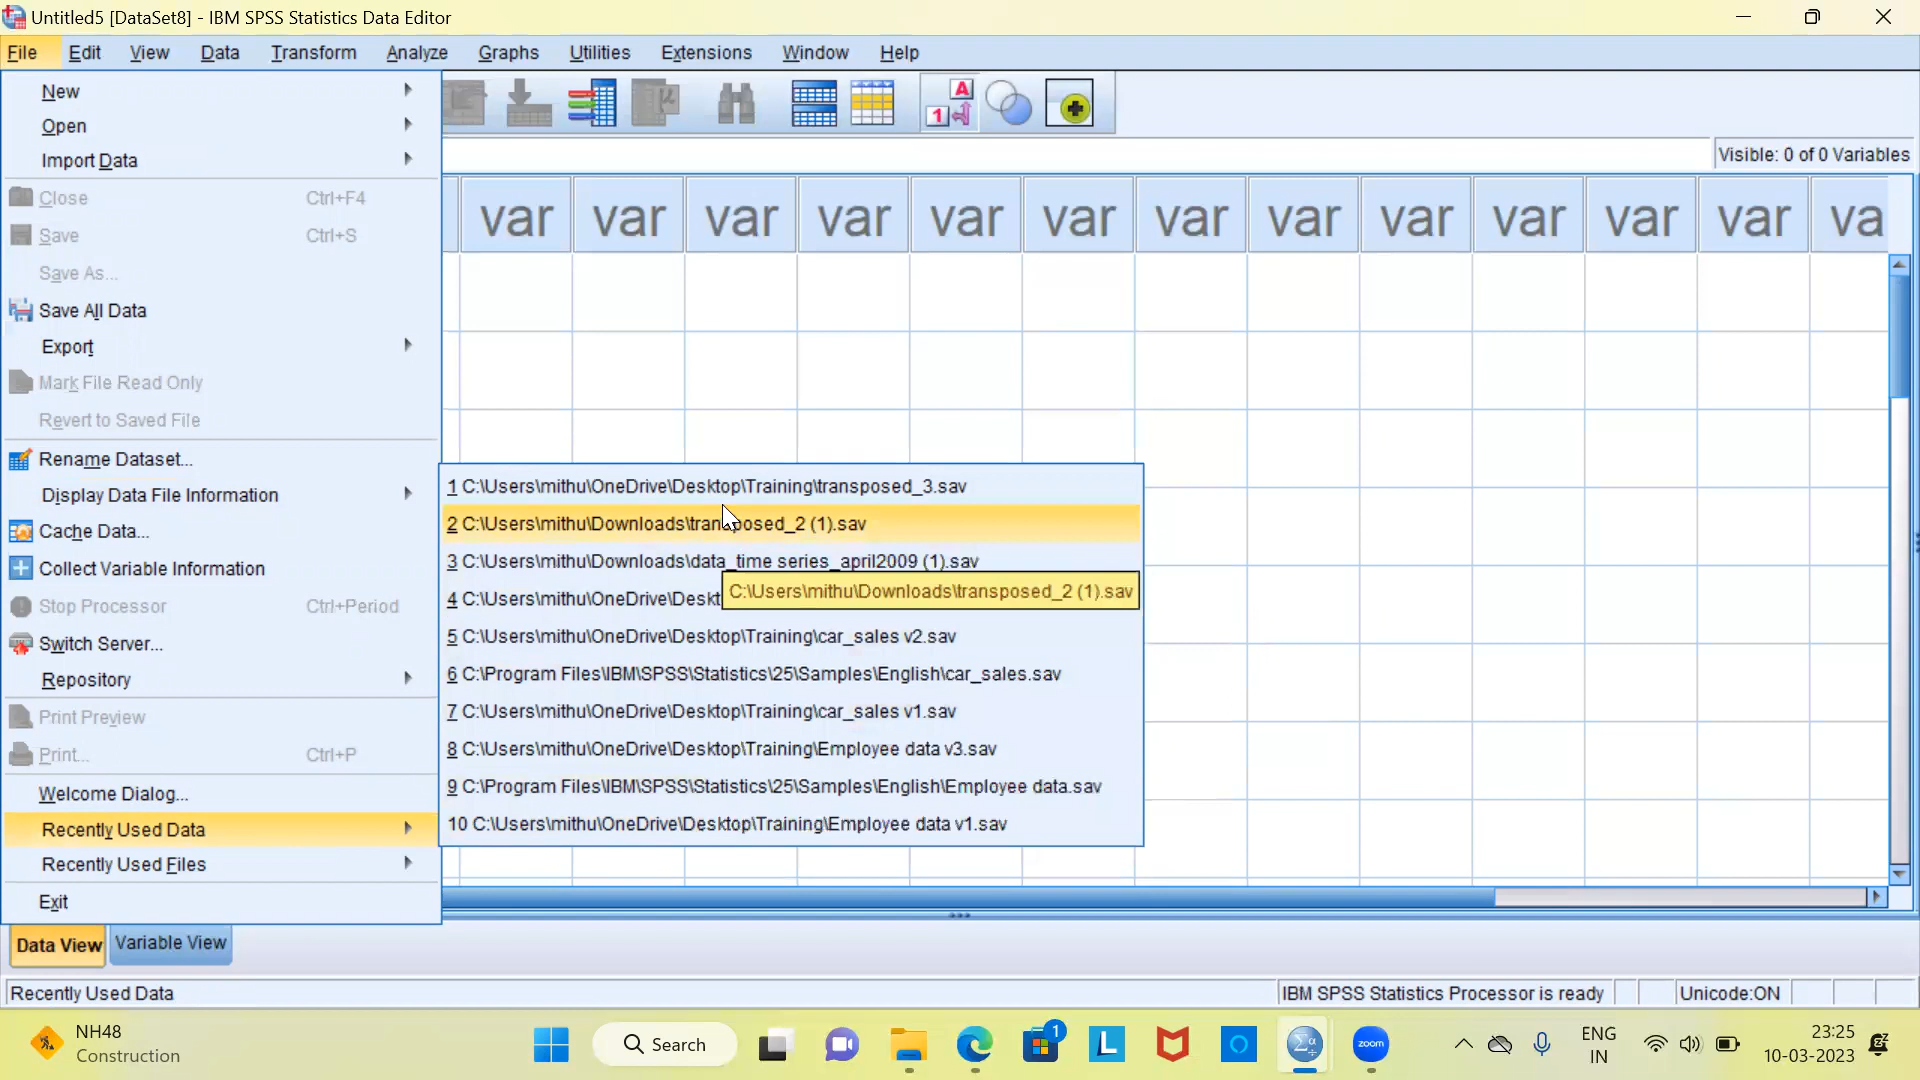 Untitled5 [DataSet8] - IBM SPSS Statistics Data Editor
File Edit View Data Transform Analyze Graphs Utilities Extensions Window Help
New
Open
Import Data
Visible: 0 of 0 Variables
Close Ctrl+F4
var var var var var var var var var var var var va
Save Ctrl+S
Save As...
Save All Data
Export
Mark File Read Only
Revert to Saved File
Rename Dataset...
Display Data File Information
Cache Data...
Collect Variable Information
Stop Processor Ctrl+Period
Switch Server...
Repository
Print Preview
Print... Ctrl+P
Welcome Dialog...
Recently Used Data
Recently Used Files
Exit
1 C:\Users\mithu\OneDrive\Desktop\Training\transposed_3.sav
2 C:\Users\mithu\Downloads\transposed_2 (1).sav
3 C:\Users\mithu\Downloads\data_time series_april2009 (1).sav
C:\Users\mithu\Downloads\transposed_2 (1).sav
4 C:\Users\mithu\OneDrive\Deskt
5 C:\Users\mithu\OneDrive\Desktop\Training\car_sales v2.sav
6 C:\Program Files\IBM\SPSS\Statistics\25\Samples\English\car_sales.sav
7 C:\Users\mithu\OneDrive\Desktop\Training\car_sales v1.sav
8 C:\Users\mithu\OneDrive\Desktop\Training\Employee data v3.sav
9 C:\Program Files\IBM\SPSS\Statistics\25\Samples\English\Employee data.sav
10 C:\Users\mithu\OneDrive\Desktop\Training\Employee data v1.sav
Data View Variable View
Recently Used Data
IBM SPSS Statistics Processor is ready
Unicode:ON
NH48
Construction
Search
1
L
zoom
ENG
IN
23:25
10-03-2023